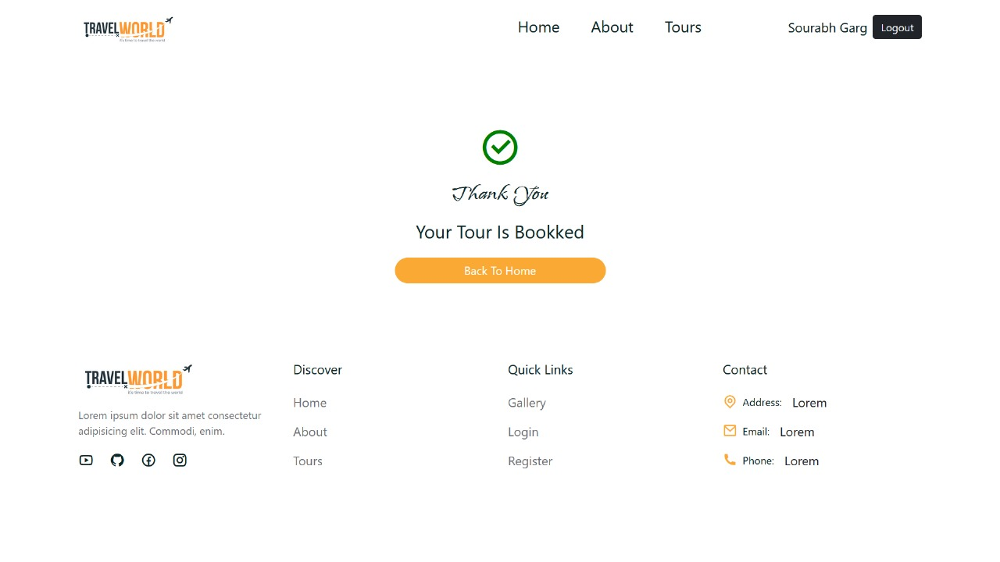 TRAVELWORLD
it's time to travel the world
Home About Tours
Sourabh Garg Logout
Thank You
Your Tour Is Bookked
Back To Home
TRAVELWORLD
it's time to travel the world
Lorem ipsum dolor sit amet consectetur
adipisicing elit. Commodi, enim.
Discover
Home
About
Tours
Quick Links
Gallery
Login
Register
Contact
Address: Lorem
Email: Lorem
Phone: Lorem